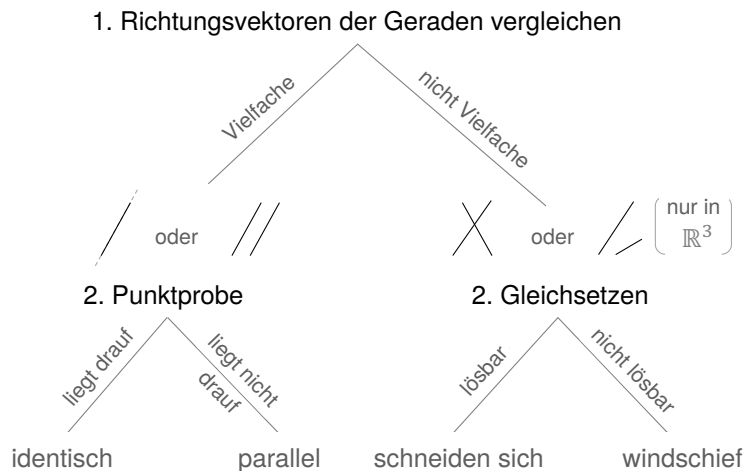 1. Richtungsvektoren der Geraden vergleichen
Vielfache
nicht Vielfache
oder
oder
nur in
ℝ³
2. Punktprobe
2. Gleichsetzen
liegt drauf
liegt nicht
drauf
lösbar
nicht lösbar
identisch
parallel
schneiden sich
windschief